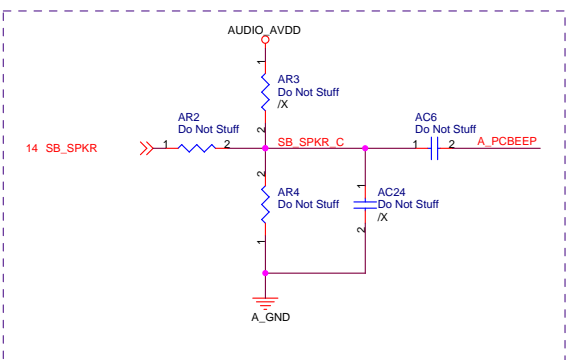 AUDIO_AVDD
1
AR3
Do Not Stuff
/X
2
AR2
Do Not Stuff
AC6
Do Not Stuff
14 SB_SPKR
1
2
SB_SPKR_C
1
2
A_PCBEEP
2
AR4
Do Not Stuff
1
1
AC24
Do Not Stuff
/X
2
A_GND